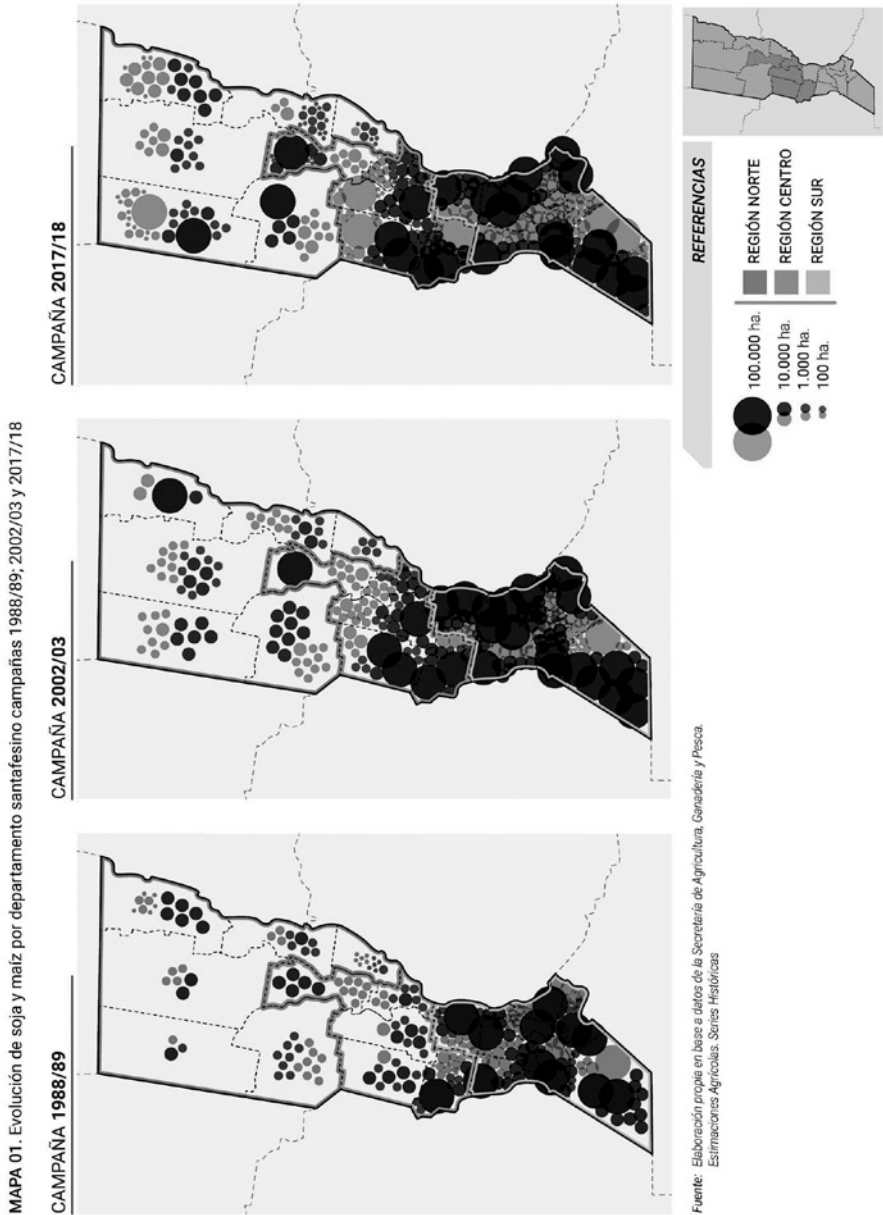 MAPA 01. Evolución de soja y maíz por departamento santafesino campañas 1988/89; 2002/03 y 2017/18
CAMPAÑA 1988/89
CAMPAÑA 2002/03
CAMPAÑA 2017/18
REFERENCIAS
100.000 ha.
10.000 ha.
1.000 ha.
100 ha.
REGIÓN NORTE
REGIÓN CENTRO
REGIÓN SUR
Fuente: Elaboración propia en base a datos de la Secretaría de Agricultura, Ganadería y Pesca.
Estimaciones Agrícolas. Series Históricas